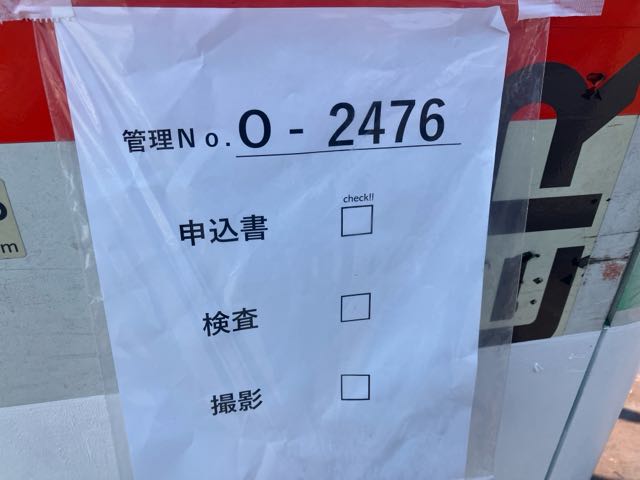 管理No. O - 2476
check!!
申込書 □
検査 □
撮影 □
m